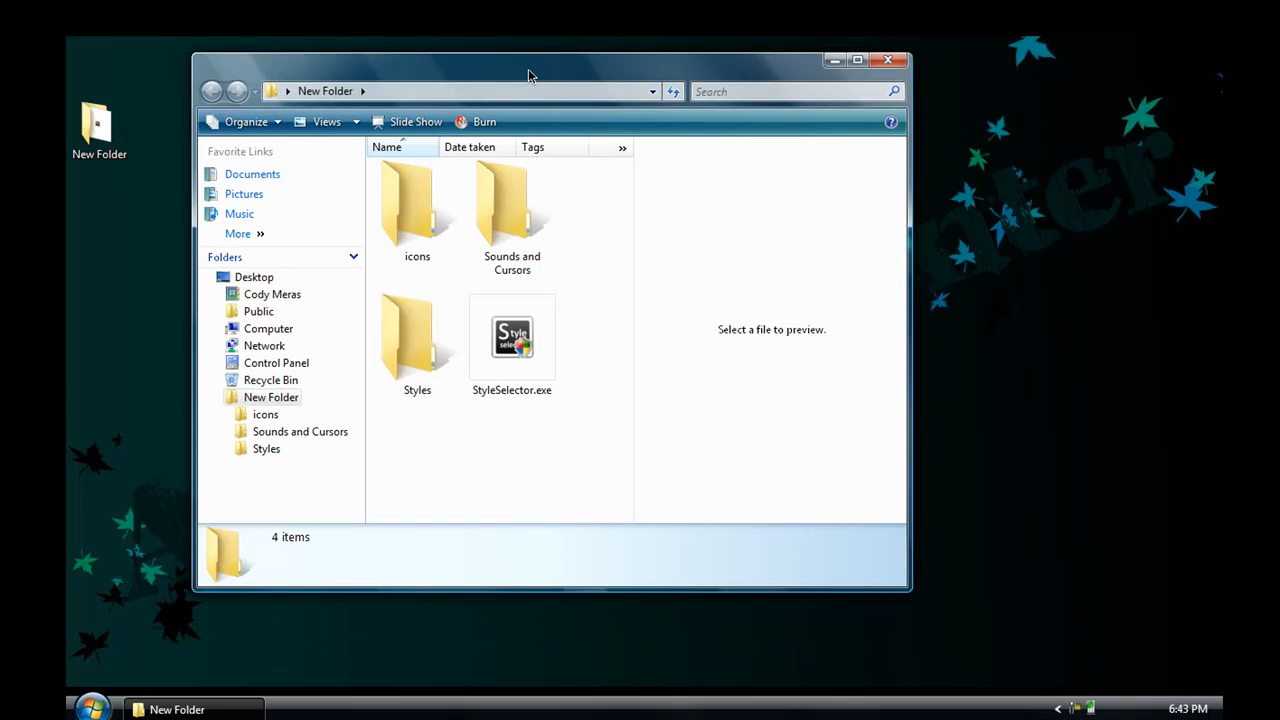 New Folder
New Folder
Search
Organize
Views
Slide Show
Burn
Favorite Links
Documents
Pictures
Music
More »
Folders
Desktop
Cody Meras
Public
Computer
Network
Control Panel
Recycle Bin
New Folder
icons
Sounds and Cursors
Styles
Name
Date taken
Tags
»
icons
Sounds and
Cursors
Styles
Style
StyleSelector.exe
Select a file to preview.
4 items
nter
New Folder
6:43 PM